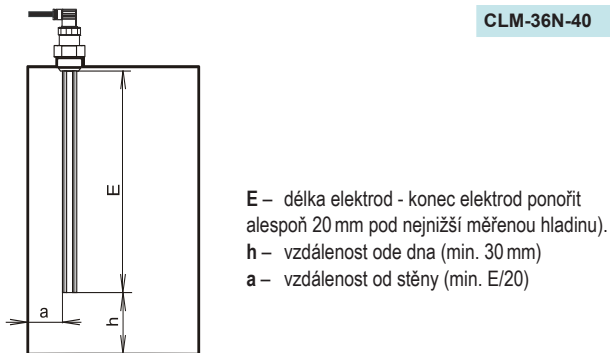 CLM-36N-40
E
a
h
E – délka elektrod - konec elektrod ponořit
alespoň 20 mm pod nejnižší měřenou hladinu).
h – vzdálenost ode dna (min. 30 mm)
a – vzdálenost od stěny (min. E/20)